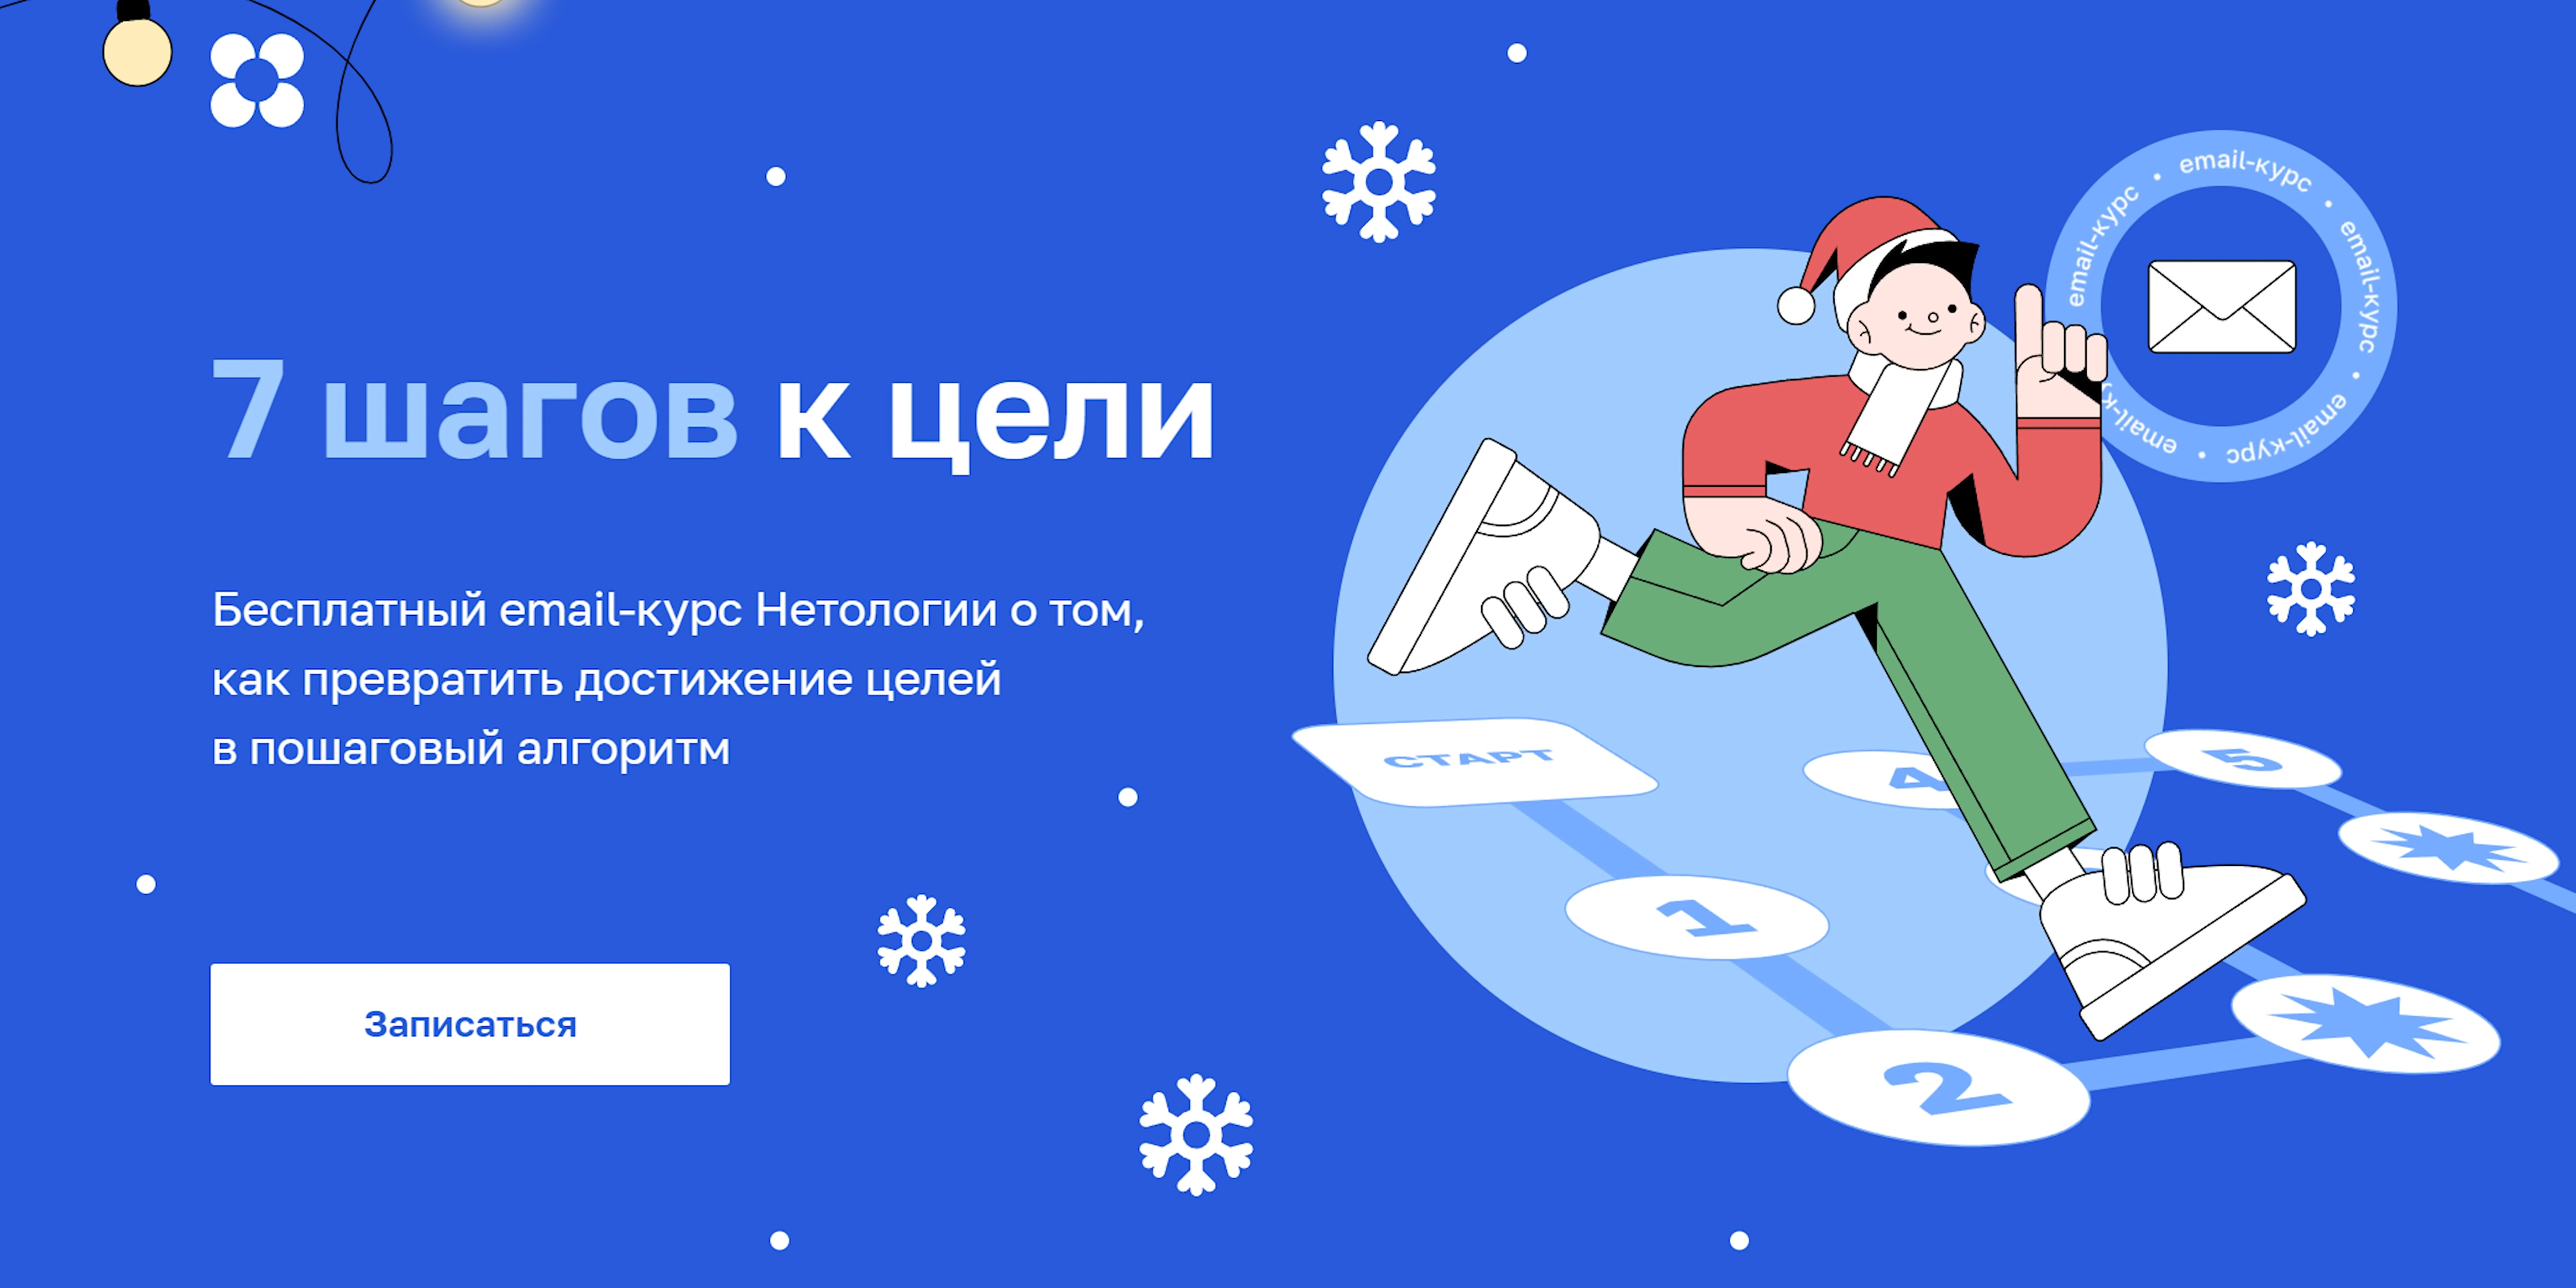 7 шагов к цели
Бесплатный email-курс Нетологии о том,
как превратить достижение целей
в пошаговый алгоритм
Записаться
email-курс • email-курс • email-курс • email-курс • email-к
СТАРТ
4
5
1
2